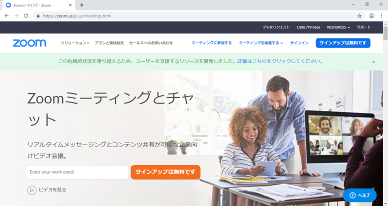 Zoomミーティング - Zoom
https://zoom.us/jp-jp/meetings.html
デモリクエスト 1.888.799.9666 RESOURCES サポート
zoom ソリューション プランと価格設定 セールスへのお問い合わせ ミーティングに参加する ミーティングを開催する サインイン サインアップは無料です
この危機的状況を乗り越えるため、ユーザーを支援するリソースを開発しました。詳細はこちらをクリックしてください。
Zoomミーティングとチャ
ット
リアルタイムメッセージングとコンテンツ共有が可能な企業向
けビデオ会議。
Enter your work email サインアップは無料です
ビデオを見る
ヘルプ